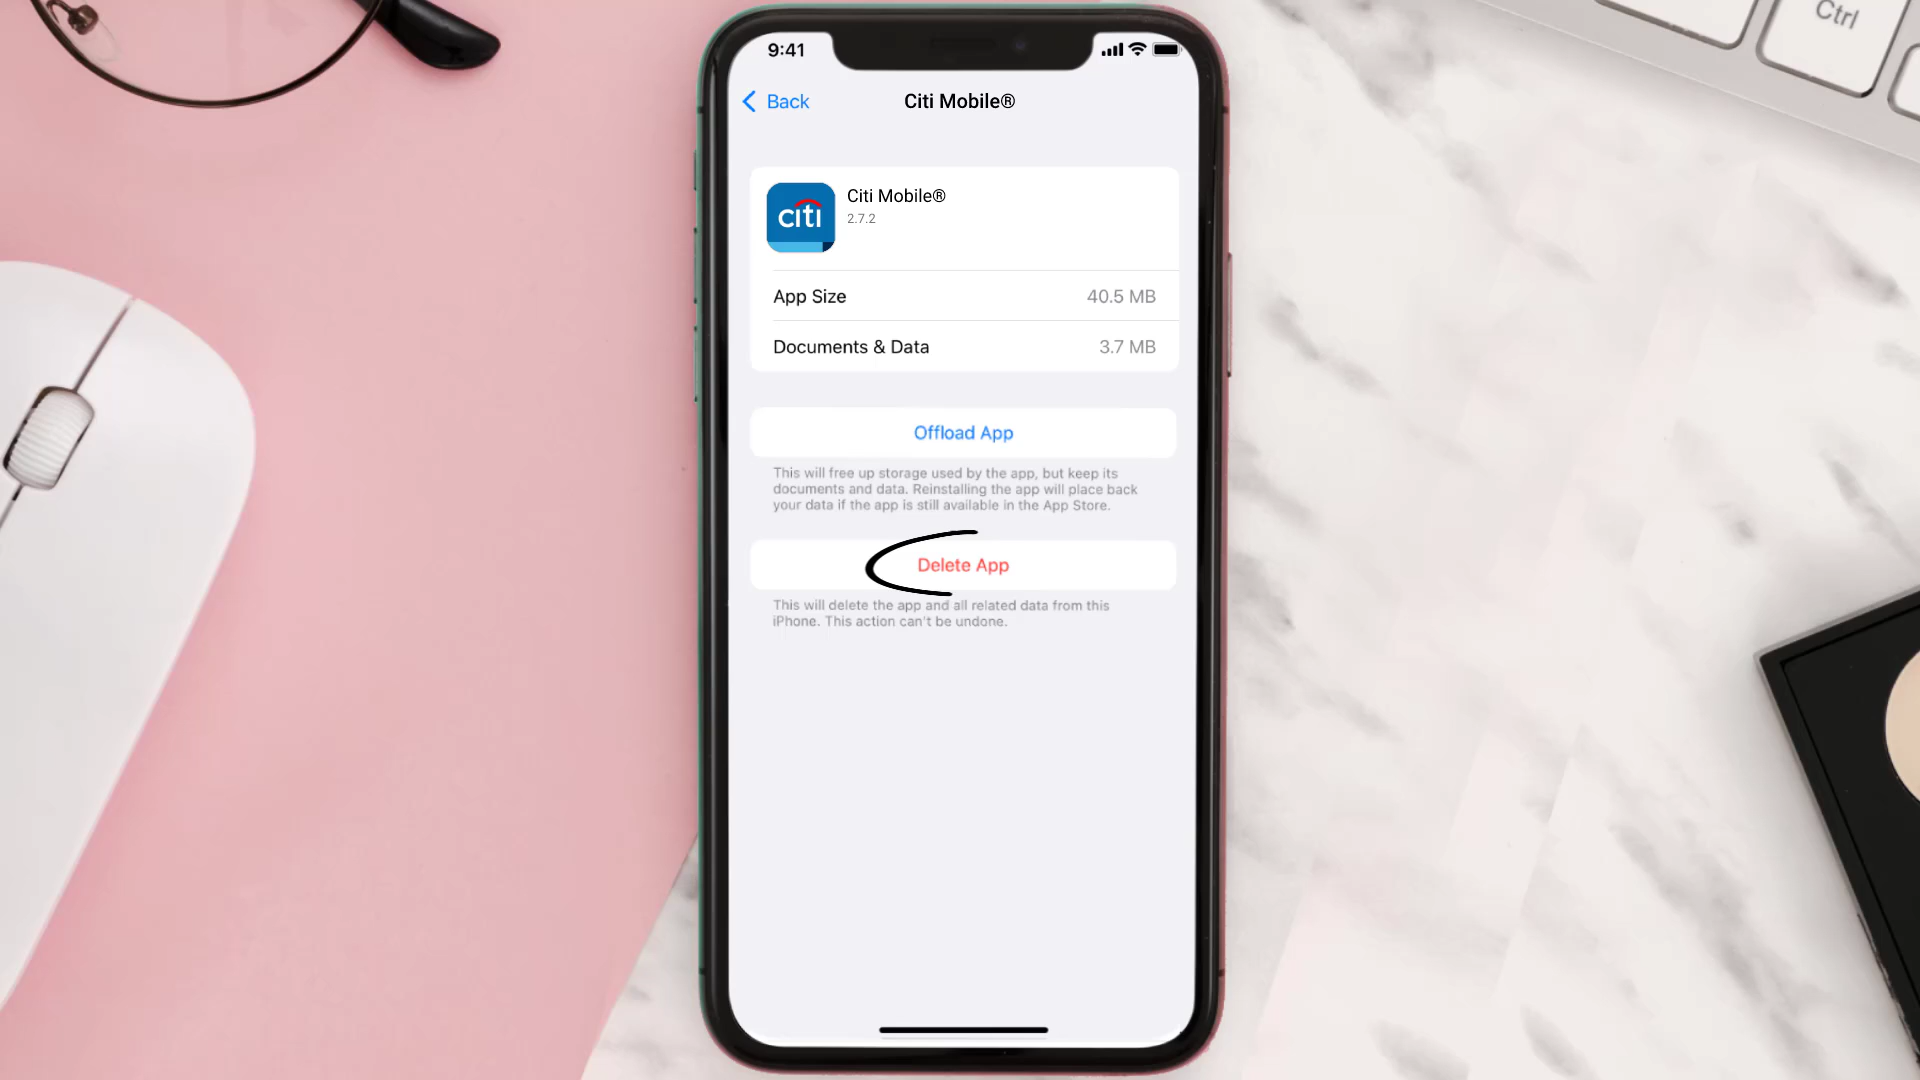 Ctrl
9:41
Back
Citi Mobile®
citi
Citi Mobile®
2.7.2
App Size
40.5 MB
Documents & Data
3.7 MB
Offload App
This will free up storage used by the app, but keep its
documents and data. Reinstalling the app will place back
your data if the app is still available in the App Store.
Delete App
This will delete the app and all related data from this
iPhone. This action can't be undone.